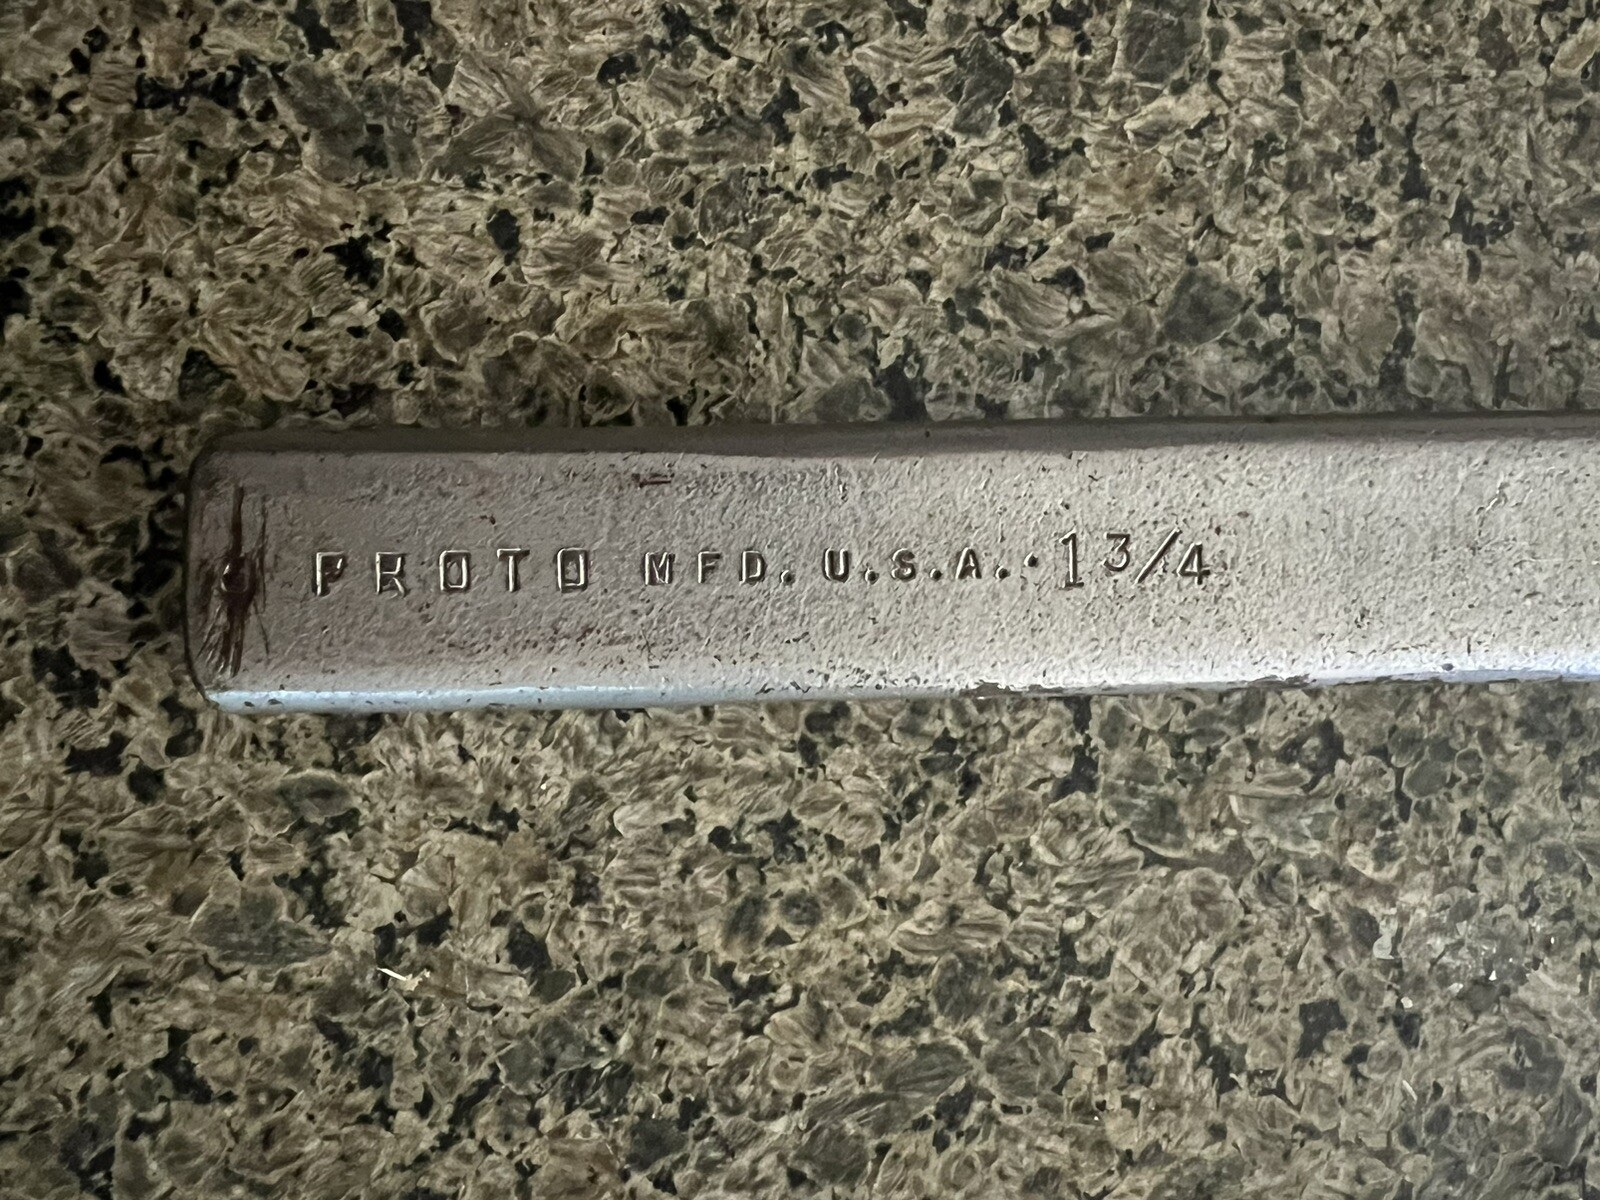 PROTO MFD. U.S.A.·1 3/4